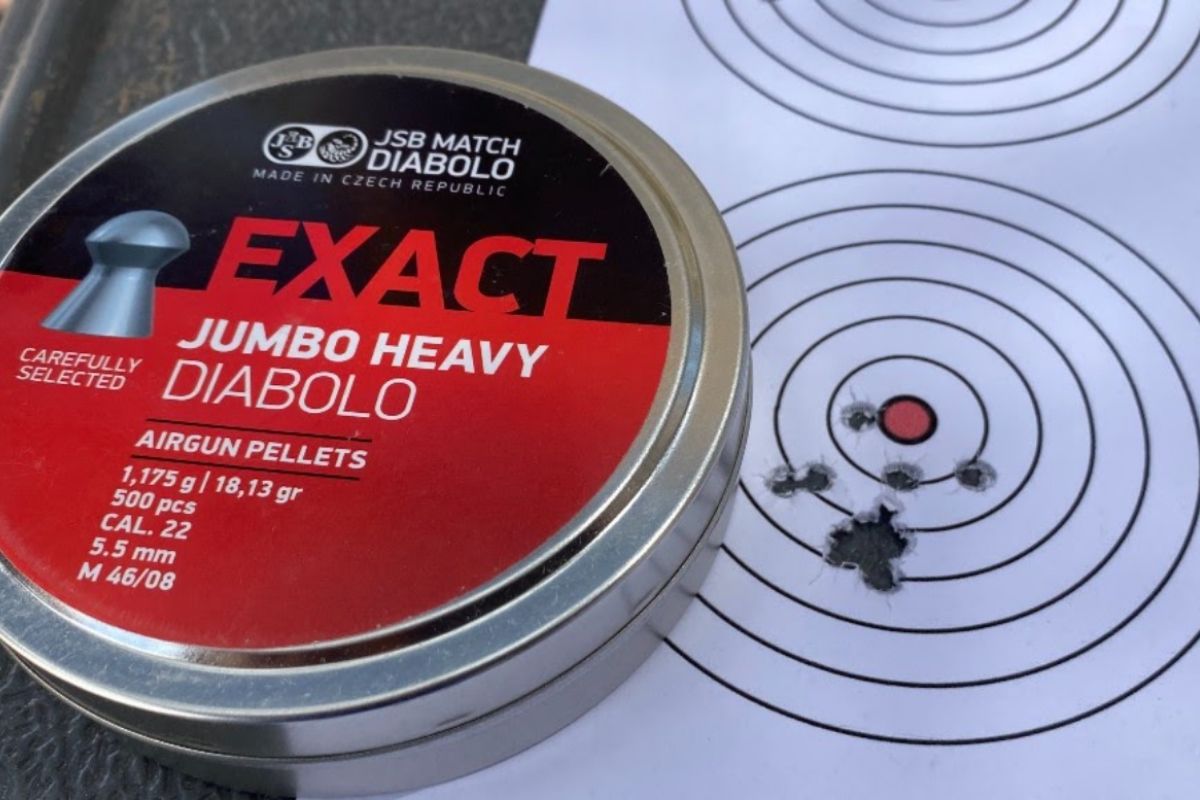 JSB
JSB MATCH
DIABOLO
MADE IN CZECH REPUBLIC
EXACT
JUMBO HEAVY
DIABOLO
CAREFULLY
SELECTED
AIRGUN PELLETS
1,175 g | 18,13 gr
500 pcs
CAL. 22
5.5 mm
M 46/08